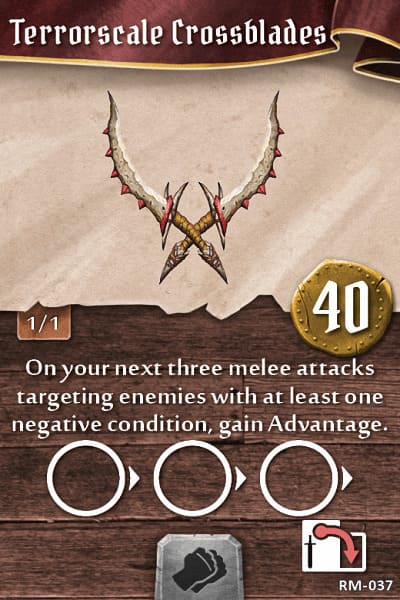 Terrorscale Crossblades
40
1/1
On your next three melee attacks
targeting enemies with at least one
negative condition, gain Advantage.
RM-037